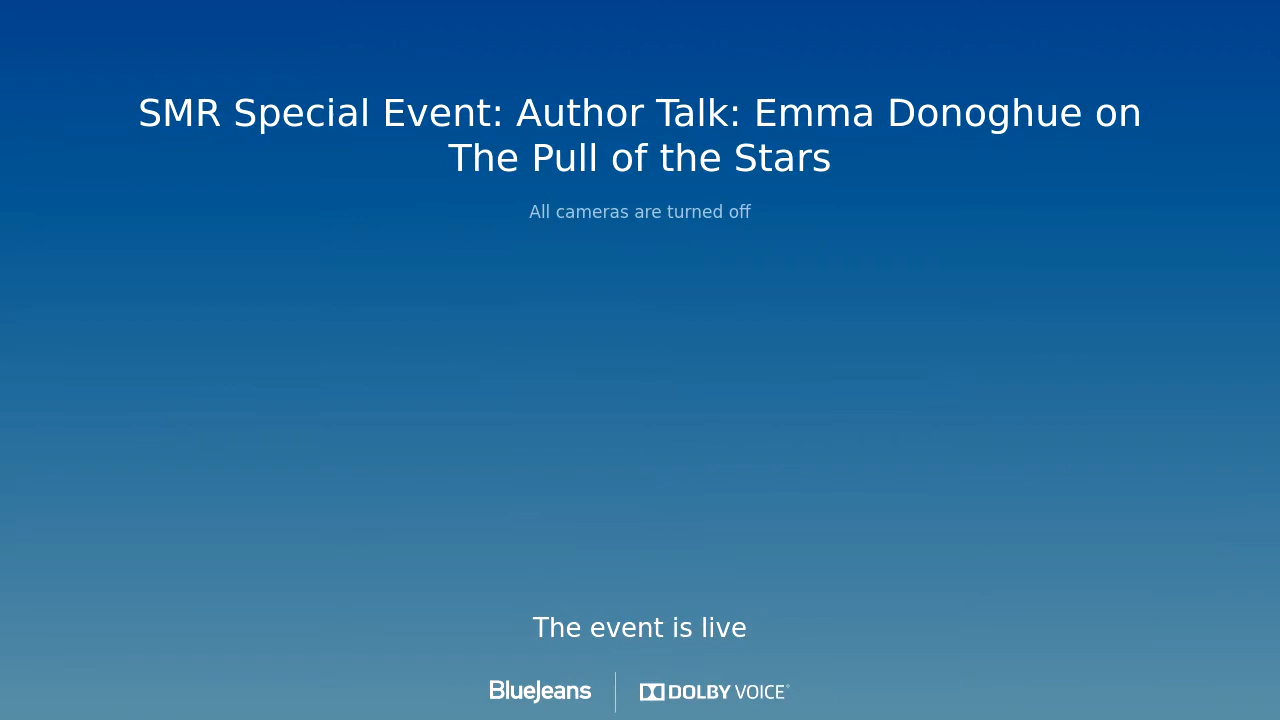 SMR Special Event: Author Talk: Emma Donoghue on
The Pull of the Stars
All cameras are turned off
The event is live
BlueJeans
DOLBY VOICE®